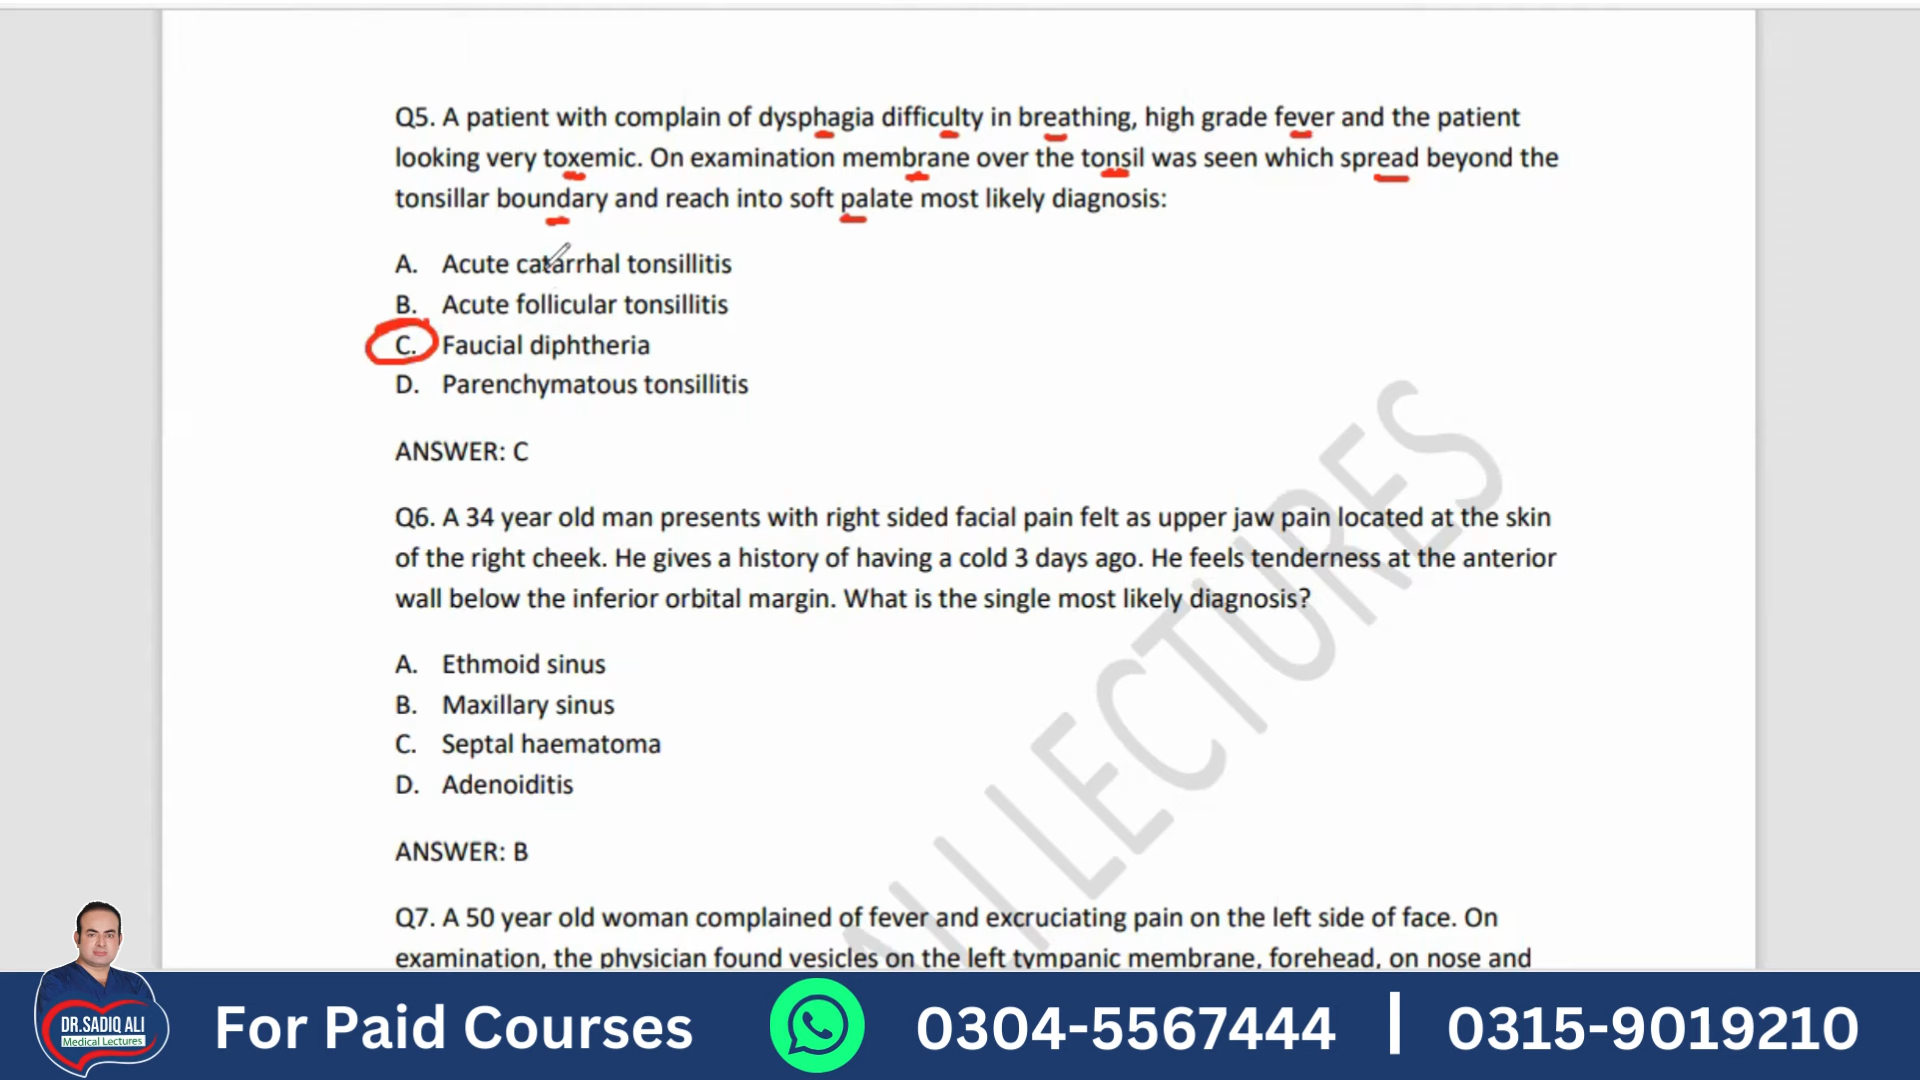 Q5. A patient with complain of dysphagia difficulty in breathing, high grade fever and the patient
looking very toxemic. On examination membrane over the tonsil was seen which spread beyond the
tonsillar boundary and reach into soft palate most likely diagnosis:
A. Acute catarrhal tonsillitis
B. Acute follicular tonsillitis
C. Faucial diphtheria
D. Parenchymatous tonsillitis
ANSWER: C
Q6. A 34 year old man presents with right sided facial pain felt as upper jaw pain located at the skin
of the right cheek. He gives a history of having a cold 3 days ago. He feels tenderness at the anterior
wall below the inferior orbital margin. What is the single most likely diagnosis?
A. Ethmoid sinus
B. Maxillary sinus
C. Septal haematoma
D. Adenoiditis
ANSWER: B
Q7. A 50 year old woman complained of fever and excruciating pain on the left side of face. On
examination, the physician found vesicles on the left tympanic membrane, forehead, on nose and
ALI LECTURES
DR.SADIQ ALI
Medical Lectures
For Paid Courses
0304-5567444 | 0315-9019210